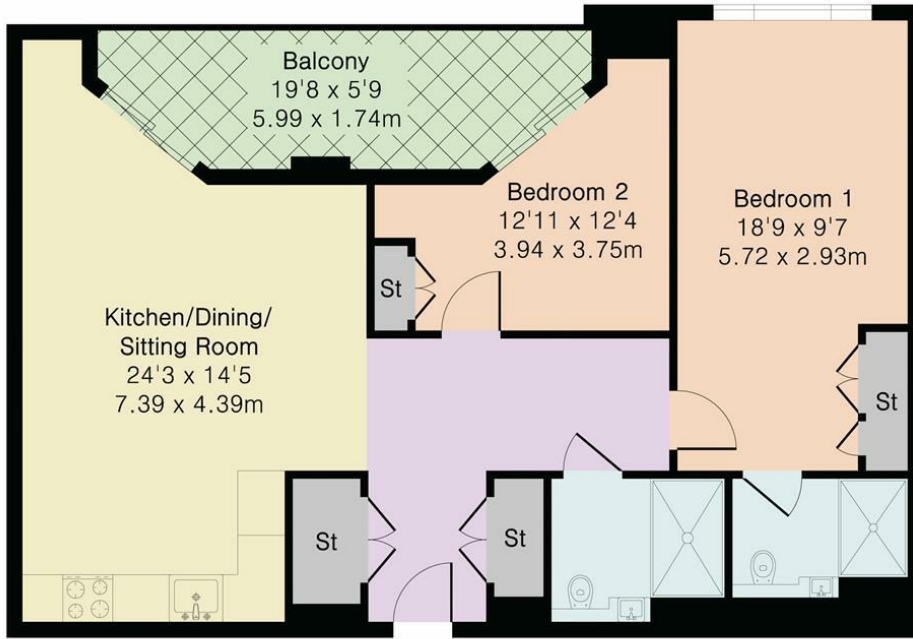 Balcony
19'8 x 5'9
5.99 x 1.74m
Bedroom 2
12'11 x 12'4
3.94 x 3.75m
Bedroom 1
18'9 x 9'7
5.72 x 2.93m
St
Kitchen/Dining/
Sitting Room
24'3 x 14'5
7.39 x 4.39m
St
St
St